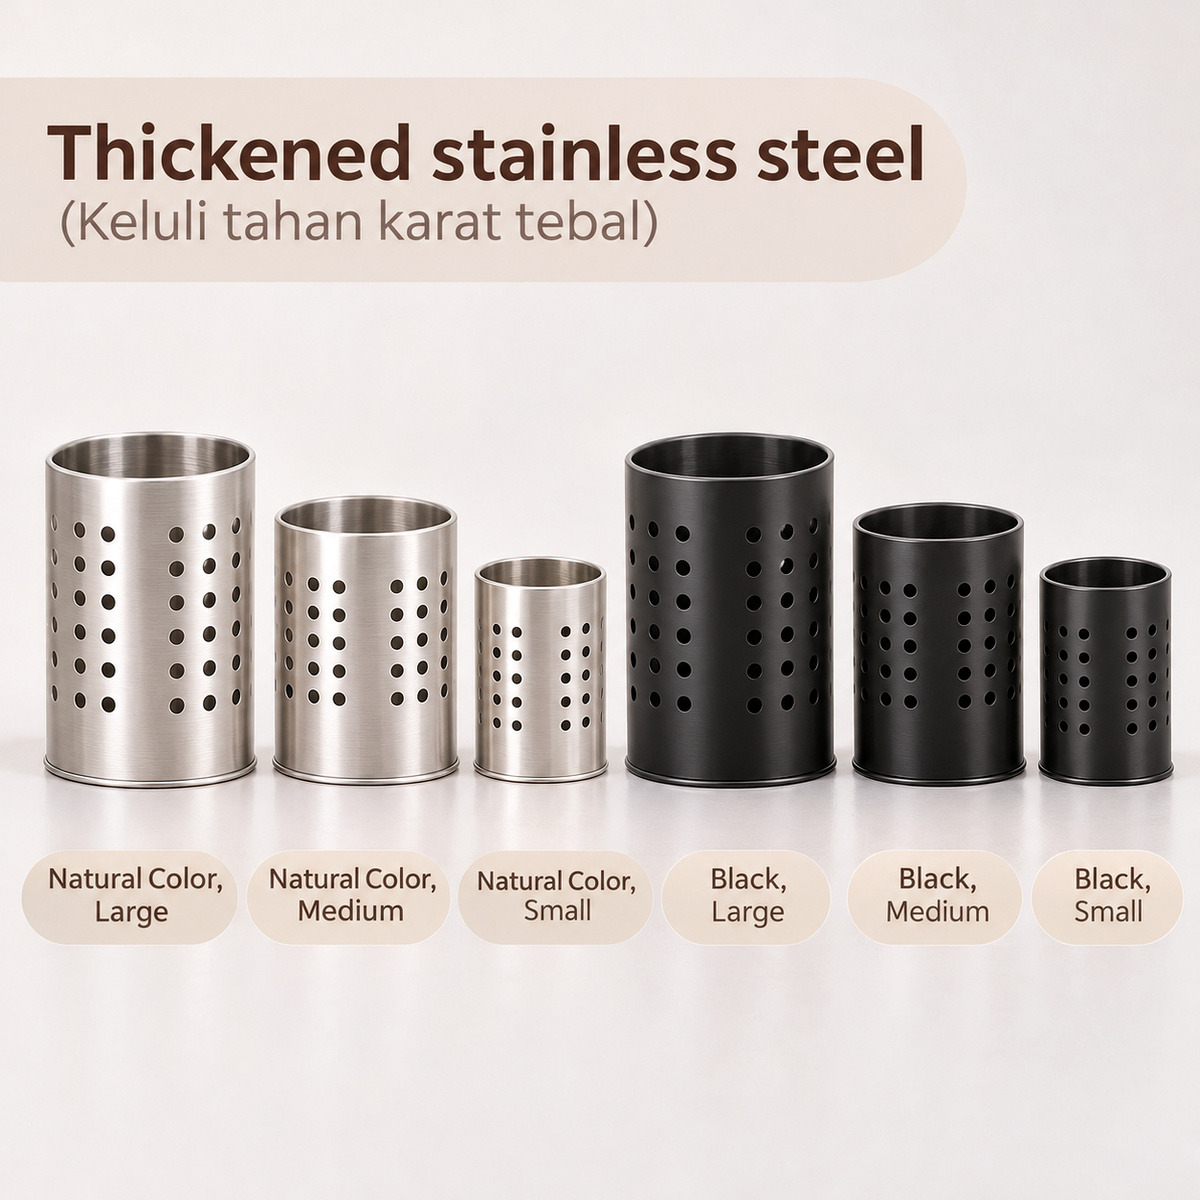 Thickened stainless steel
(Keluli tahan karat tebal)
Natural Color,
Large
Natural Color,
Medium
Natural Color,
Small
Black,
Large
Black,
Medium
Black,
Small